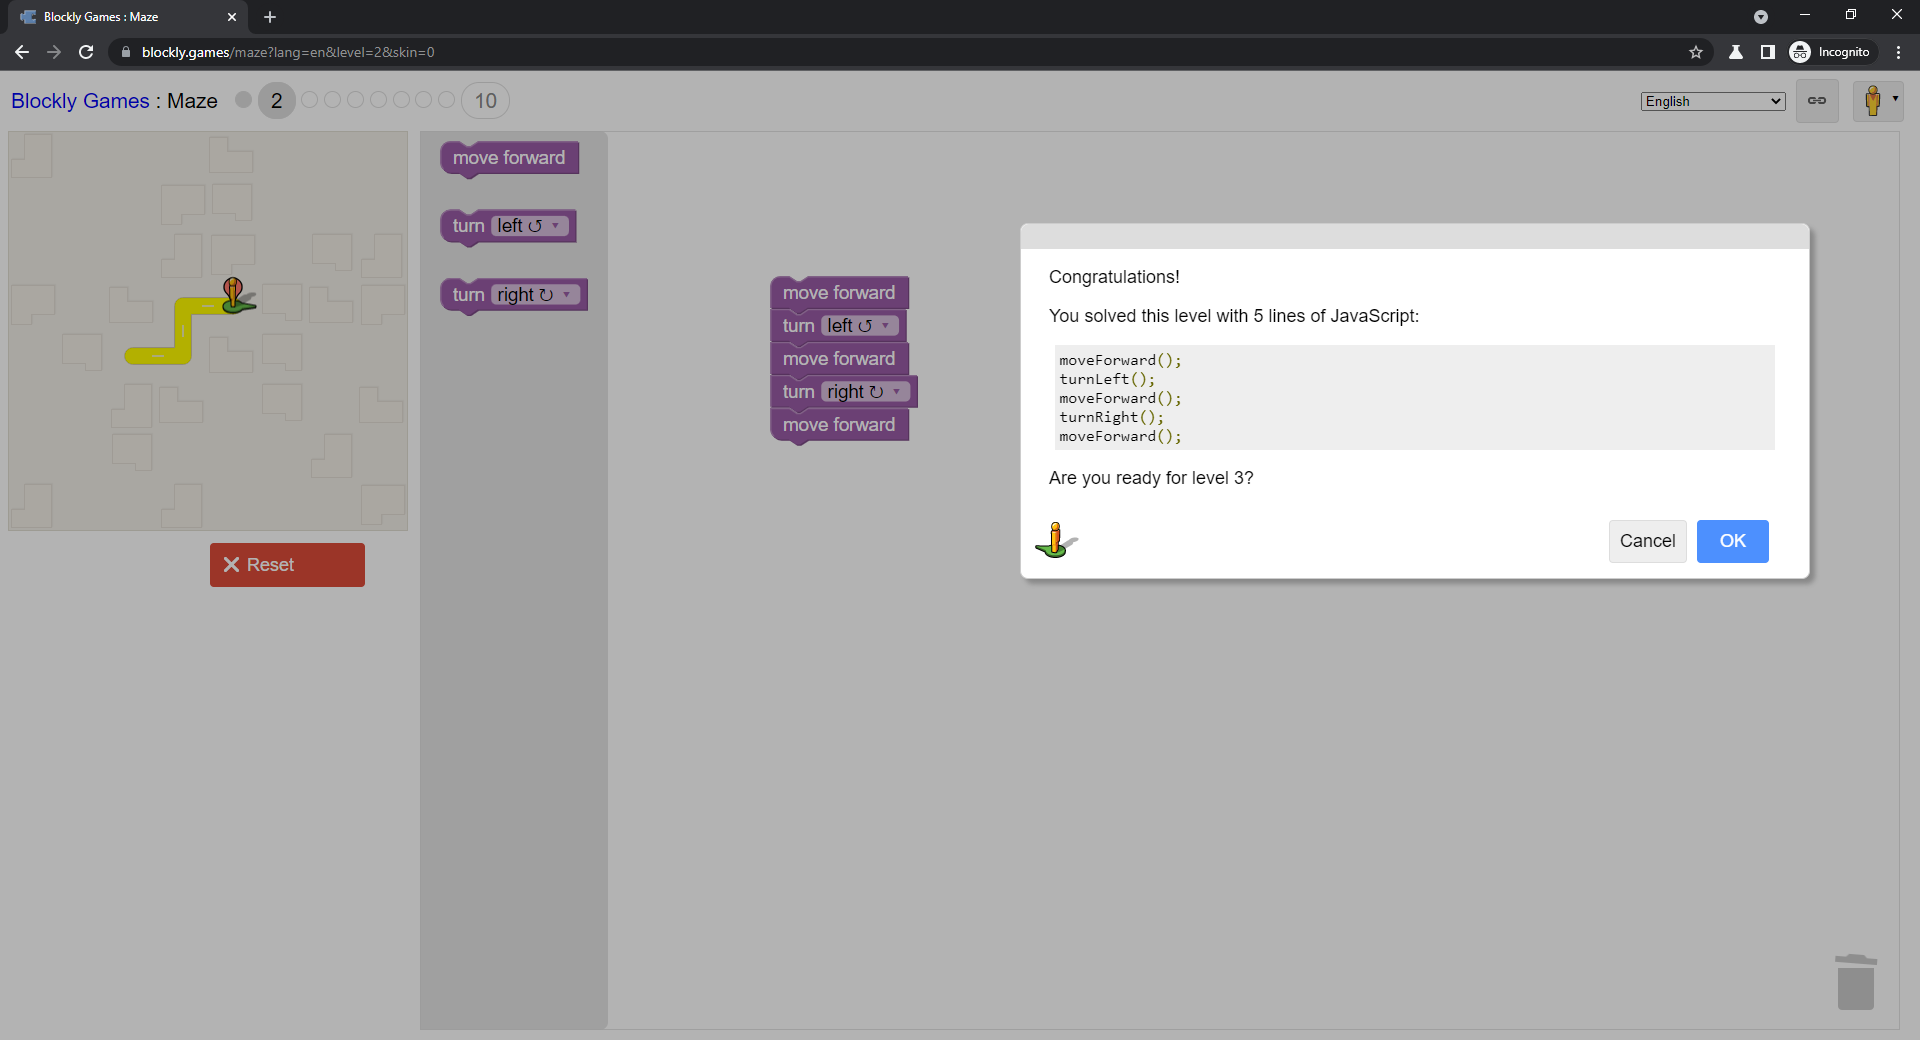 Blockly Games : Maze
blockly.games/maze?lang=en&level=2&skin=0
Incognito
Blockly Games : Maze
2
10
English
move forward
turn left ↺
turn right ↻
move forward
turn left ↺
move forward
turn right ↻
move forward
Reset
Congratulations!
You solved this level with 5 lines of JavaScript:
moveForward();
turnLeft();
moveForward();
turnRight();
moveForward();
Are you ready for level 3?
Cancel
OK